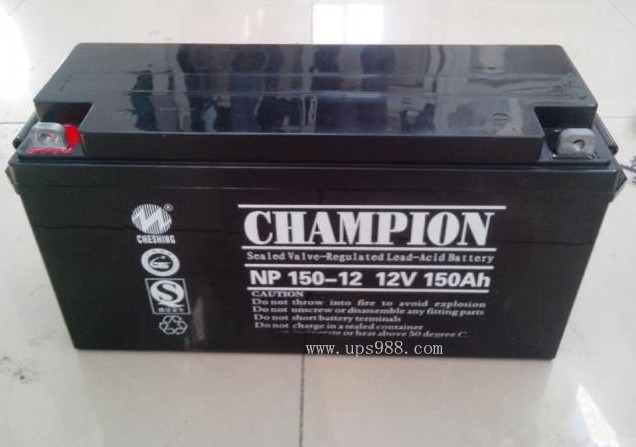 CHESHING
CHAMPION
Sealed Valve-Regulated Lead-Acid Battery
NP 150-12 12V 150Ah
CAUTION
Do not throw into fire to avoid explosion
Do not unscrew or disassemble any fitting parts
Do not short battery terminals
Do not charge in a sealed container
or heat above 50 degree C
www.ups988.com